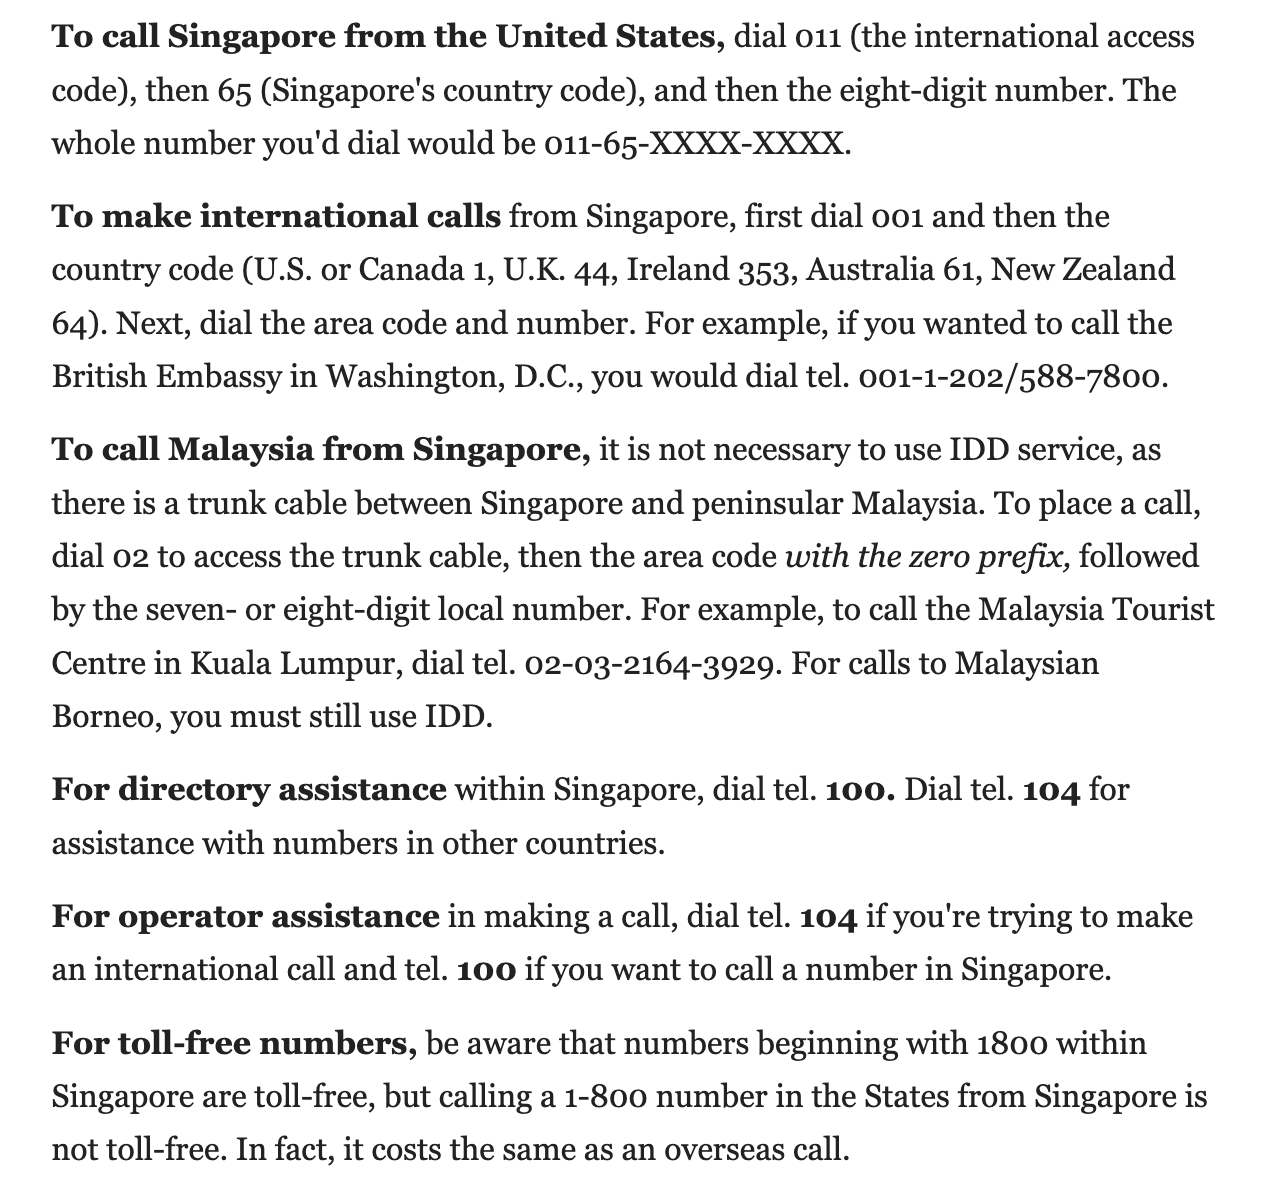 To call Singapore from the United States, dial 011 (the international access
code), then 65 (Singapore's country code), and then the eight-digit number. The
whole number you'd dial would be 011-65-XXXX-XXXX.
To make international calls from Singapore, first dial 001 and then the
country code (U.S. or Canada 1, U.K. 44, Ireland 353, Australia 61, New Zealand
64). Next, dial the area code and number. For example, if you wanted to call the
British Embassy in Washington, D.C., you would dial tel. 001-1-202/588-7800.
To call Malaysia from Singapore, it is not necessary to use IDD service, as
there is a trunk cable between Singapore and peninsular Malaysia. To place a call,
dial 02 to access the trunk cable, then the area code with the zero prefix, followed
by the seven- or eight-digit local number. For example, to call the Malaysia Tourist
Centre in Kuala Lumpur, dial tel. 02-03-2164-3929. For calls to Malaysian
Borneo, you must still use IDD.
For directory assistance within Singapore, dial tel. 100. Dial tel. 104 for
assistance with numbers in other countries.
For operator assistance in making a call, dial tel. 104 if you're trying to make
an international call and tel. 100 if you want to call a number in Singapore.
For toll-free numbers, be aware that numbers beginning with 1800 within
Singapore are toll-free, but calling a 1-800 number in the States from Singapore is
not toll-free. In fact, it costs the same as an overseas call.